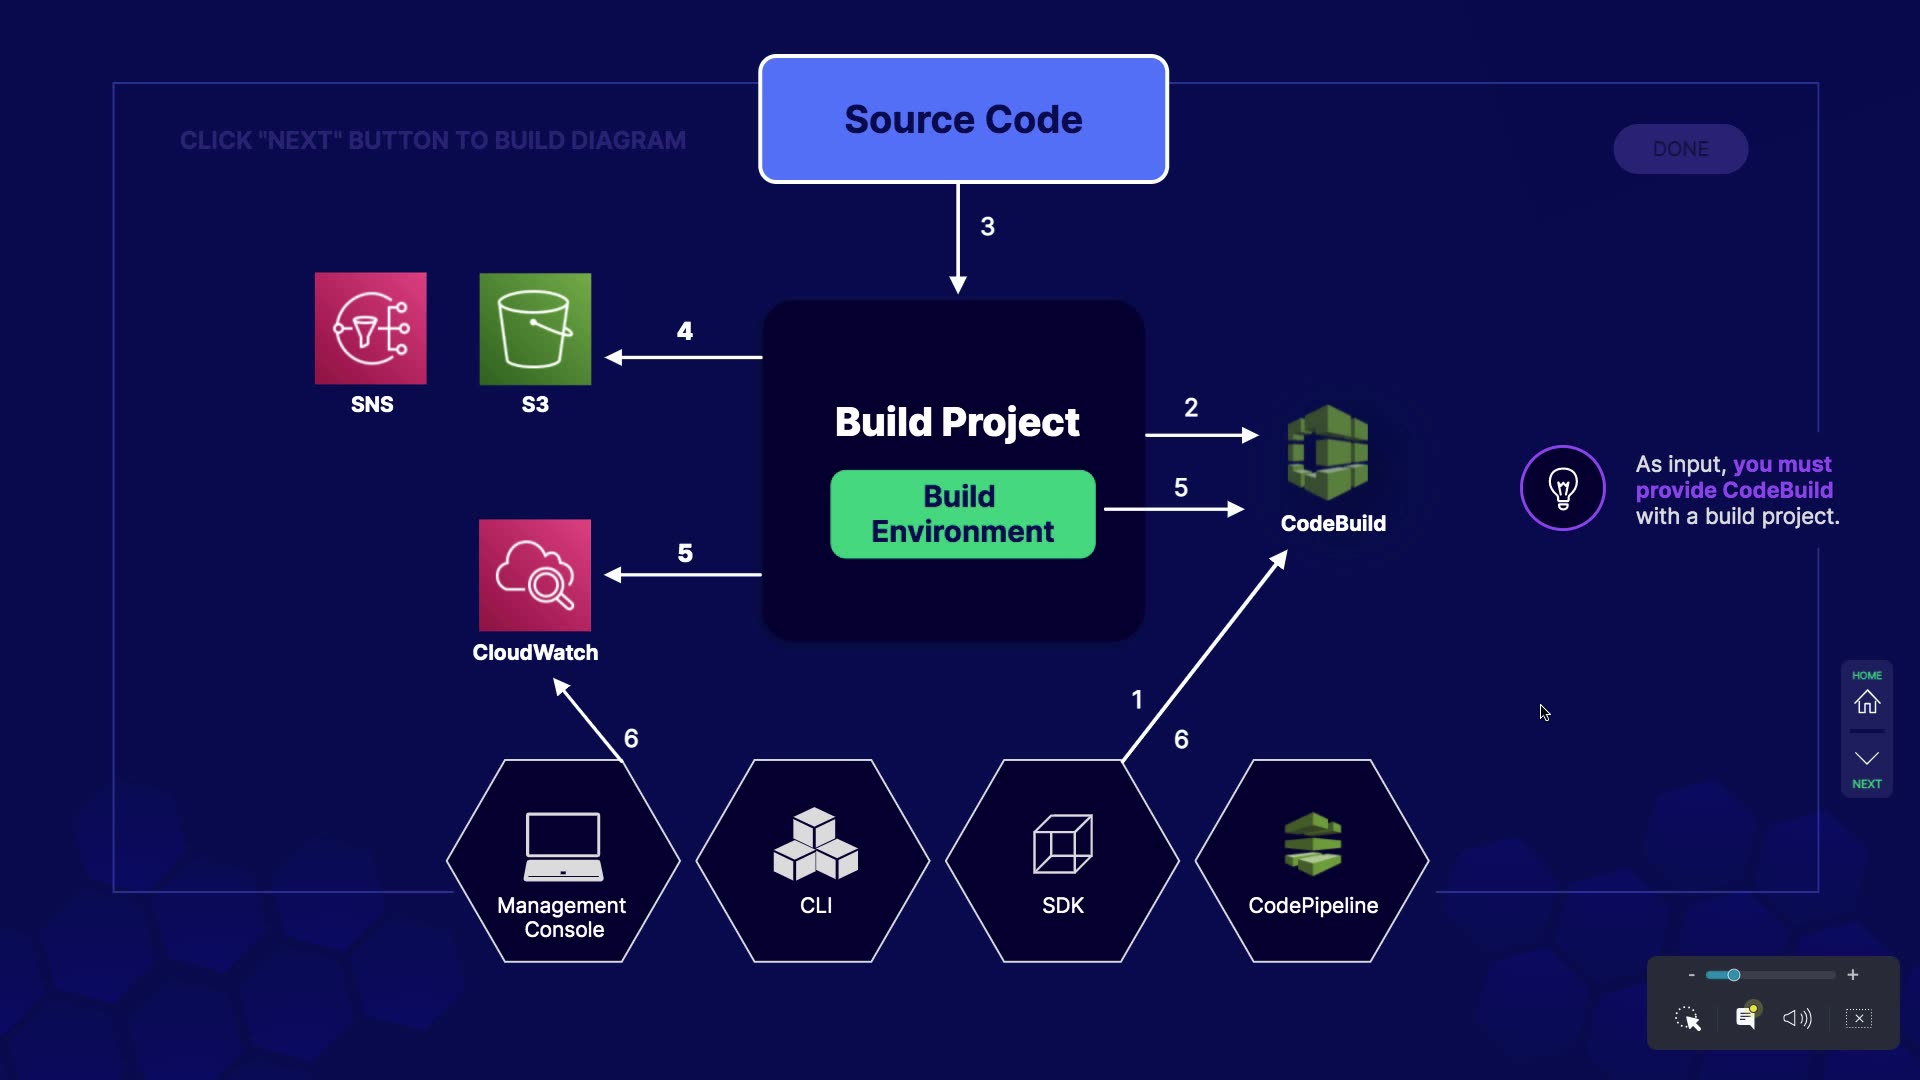 Source Code
CLICK "NEXT" BUTTON TO BUILD DIAGRAM
DONE
3
SNS
S3
4
Build Project
Build
Environment
2
5
CodeBuild
As input, you must
provide CodeBuild
with a build project.
5
CloudWatch
6
1
6
HOME
NEXT
Management
Console
CLI
SDK
CodePipeline
- +